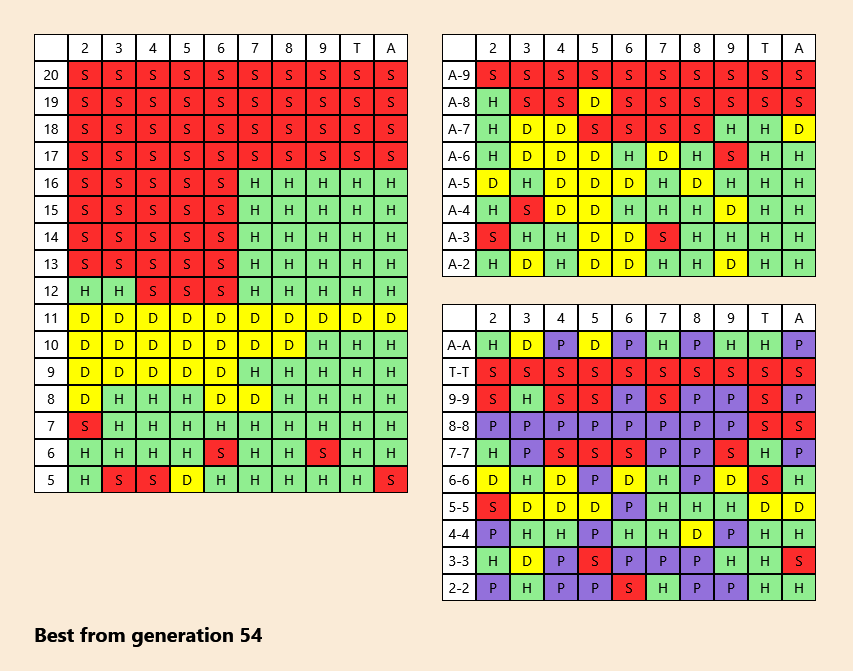 2 3 4 5 6 7 8 9 T A
20 S S S S S S S S S S
19 S S S S S S S S S S
18 S S S S S S S S S S
17 S S S S S S S S S S
16 S S S S S H H H H H
15 S S S S S H H H H H
14 S S S S S H H H H H
13 S S S S S H H H H H
12 H H S S S H H H H H
11 D D D D D D D D D D
10 D D D D D D D H H H
9 D D D D D H H H H H
8 D H H H D D H H H H
7 S H H H H H H H H H
6 H H H H S H H S H H
5 H S S D H H H H H S
2 3 4 5 6 7 8 9 T A
A-9 S S S S S S S S S S
A-8 H S S D S S S S S S
A-7 H D D S S S S H H D
A-6 H D D D H D H S H H
A-5 D H D D D H D H H H
A-4 H S D D H H H D H H
A-3 S H H D D S H H H H
A-2 H D H D D H H D H H
2 3 4 5 6 7 8 9 T A
A-A H D P D P H P H H P
T-T S S S S S S S S S S
9-9 S H S S P S P P S P
8-8 P P P P P P P P S S
7-7 H P S S S P P S H P
6-6 D H D P D H P D S H
5-5 S D D D P H H H D D
4-4 P H H P H H D P H H
3-3 H D P S P P P H H S
2-2 P H P P S H P P H H
Best from generation 54